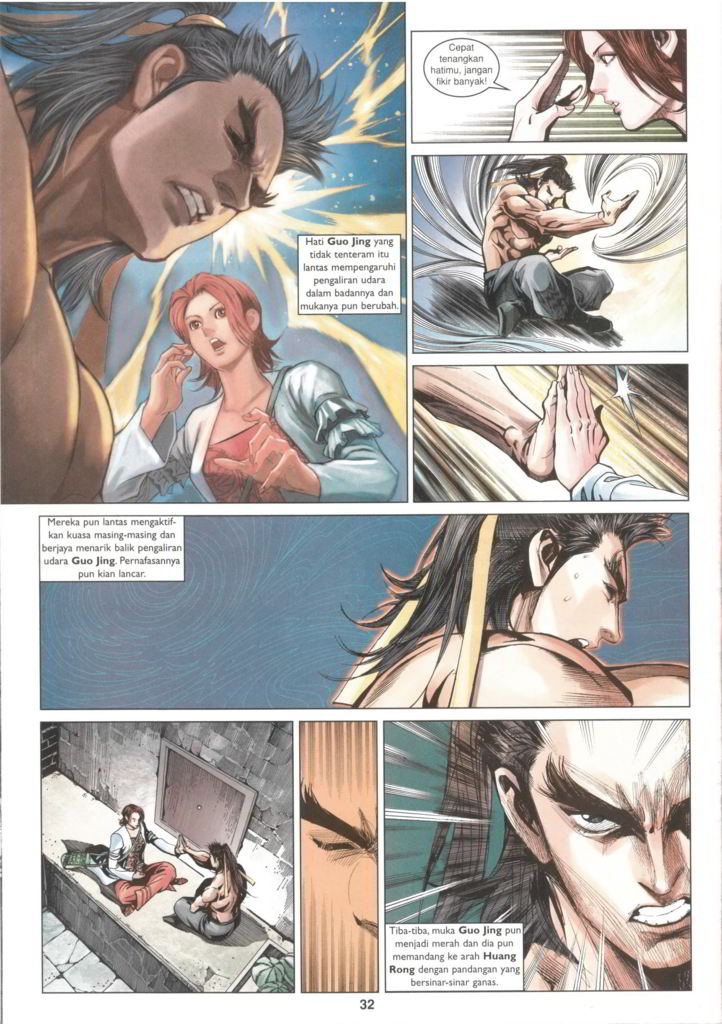 Cepat
tenangkan
hatimu, jangan
fikir banyak!
Hati Guo Jing yang
tidak tenteram itu
lantas mempengaruhi
pengaliran udara
dalam badannya dan
mukanya pun berubah.
Mereka pun lantas mengaktif-
kan kuasa masing-masing dan
berjaya menarik balik pengaliran
udara Guo Jing. Pernafasannya
pun kian lancar.
Tiba-tiba, muka Guo Jing pun
menjadi merah dan dia pun
memandang ke arah Huang
Rong dengan pandangan yang
bersinar-sinar ganas.
32